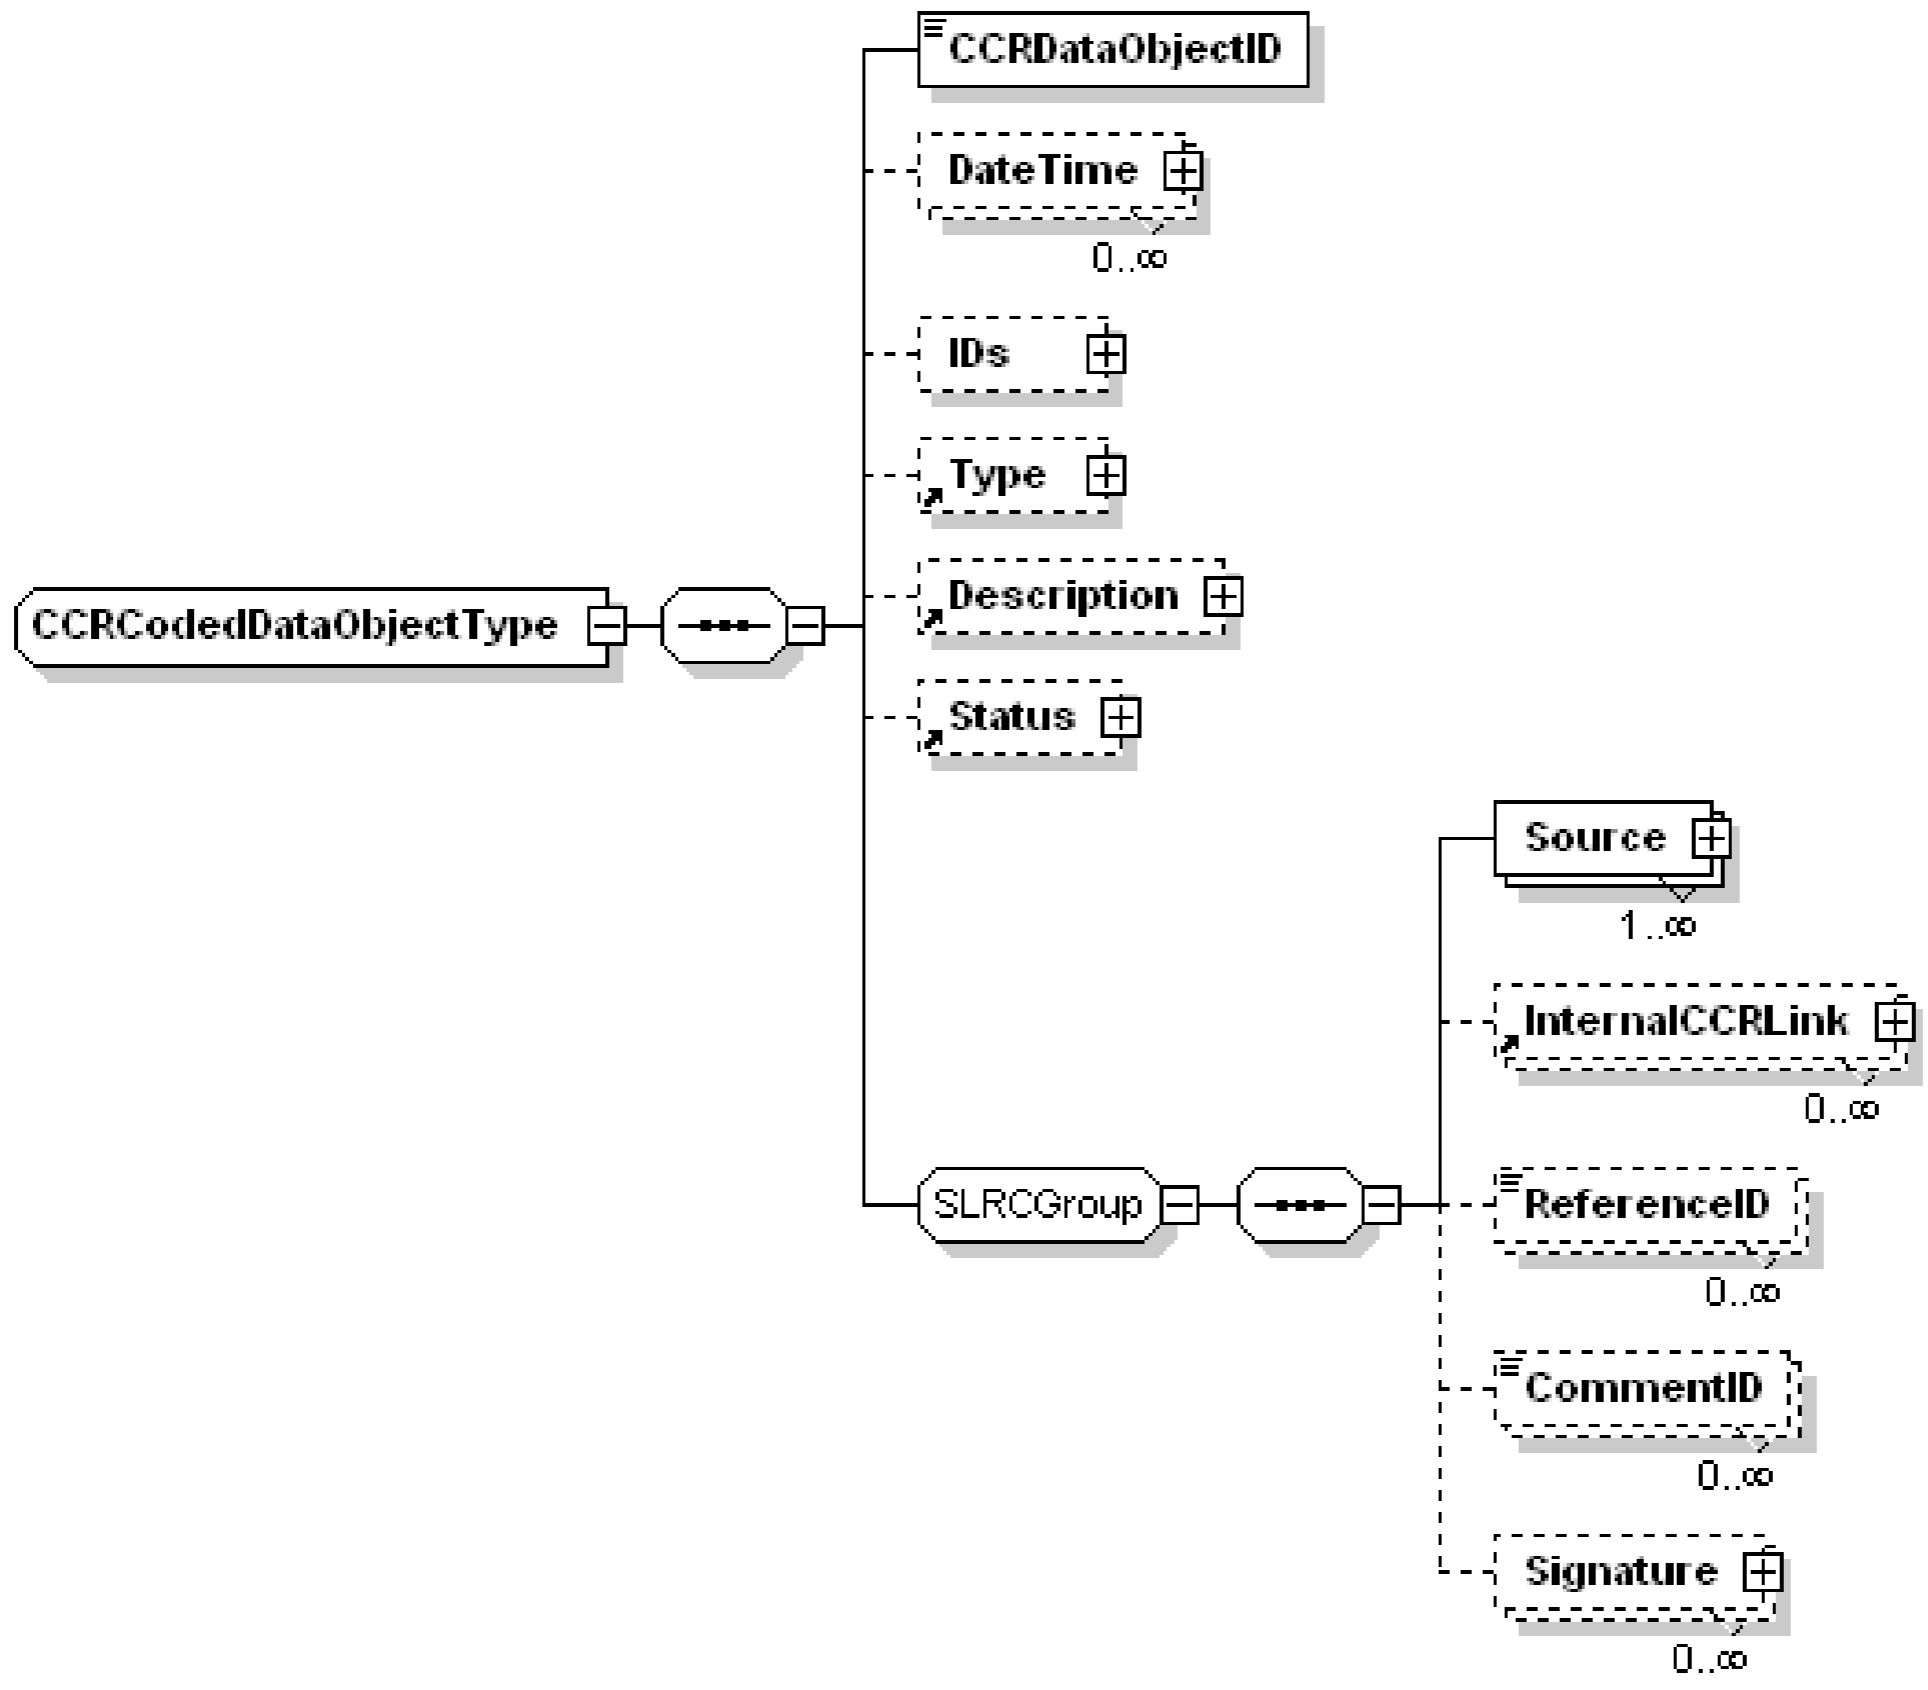 CCRDataObjectID
DateTime
0..∞
IDs
Type
Description
CCRCodedDataObjectType
Status
Source
1..∞
InternalCCRLink
0..∞
SLRCGroup
ReferenceID
0..∞
CommentID
0..∞
Signature
0..∞